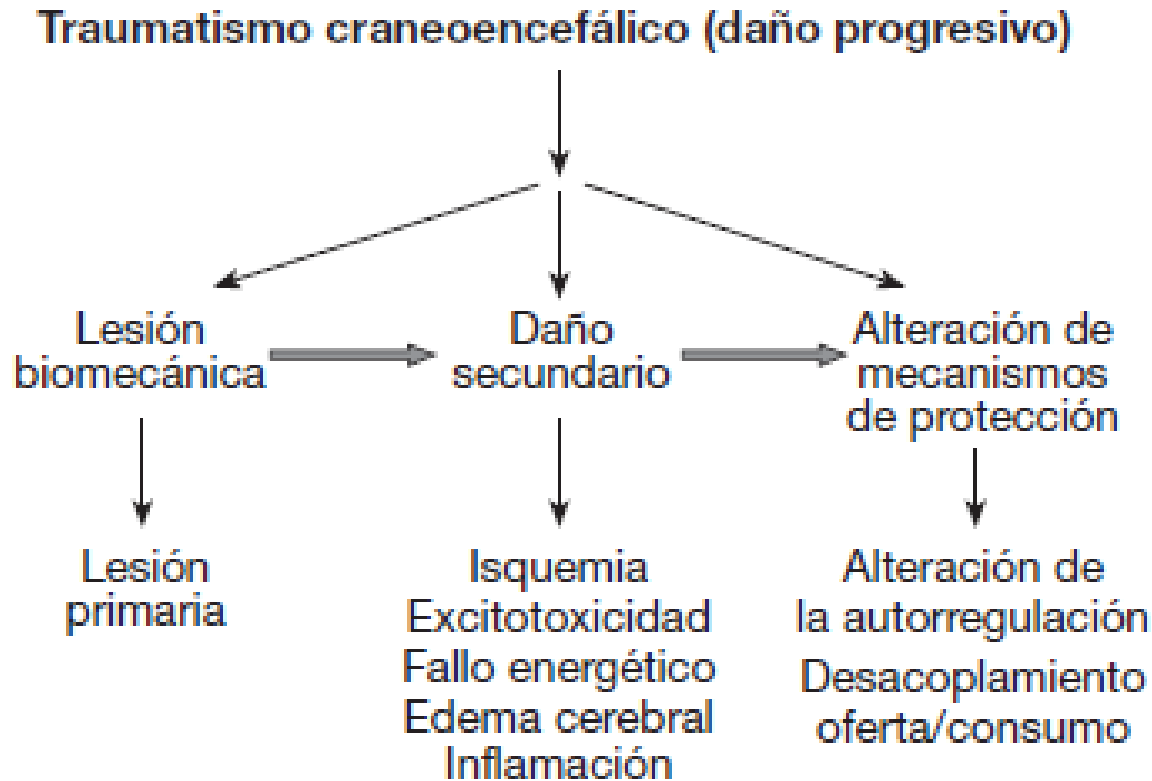 Traumatismo craneoencefálico (daño progresivo)
Lesión
biomecánica
Daño
secundario
Alteración de
mecanismos
de protección
Lesión
primaria
Isquemia
Excitotoxicidad
Fallo energético
Edema cerebral
Inflamación
Alteración de
la autorregulación
Desacoplamiento
oferta/consumo